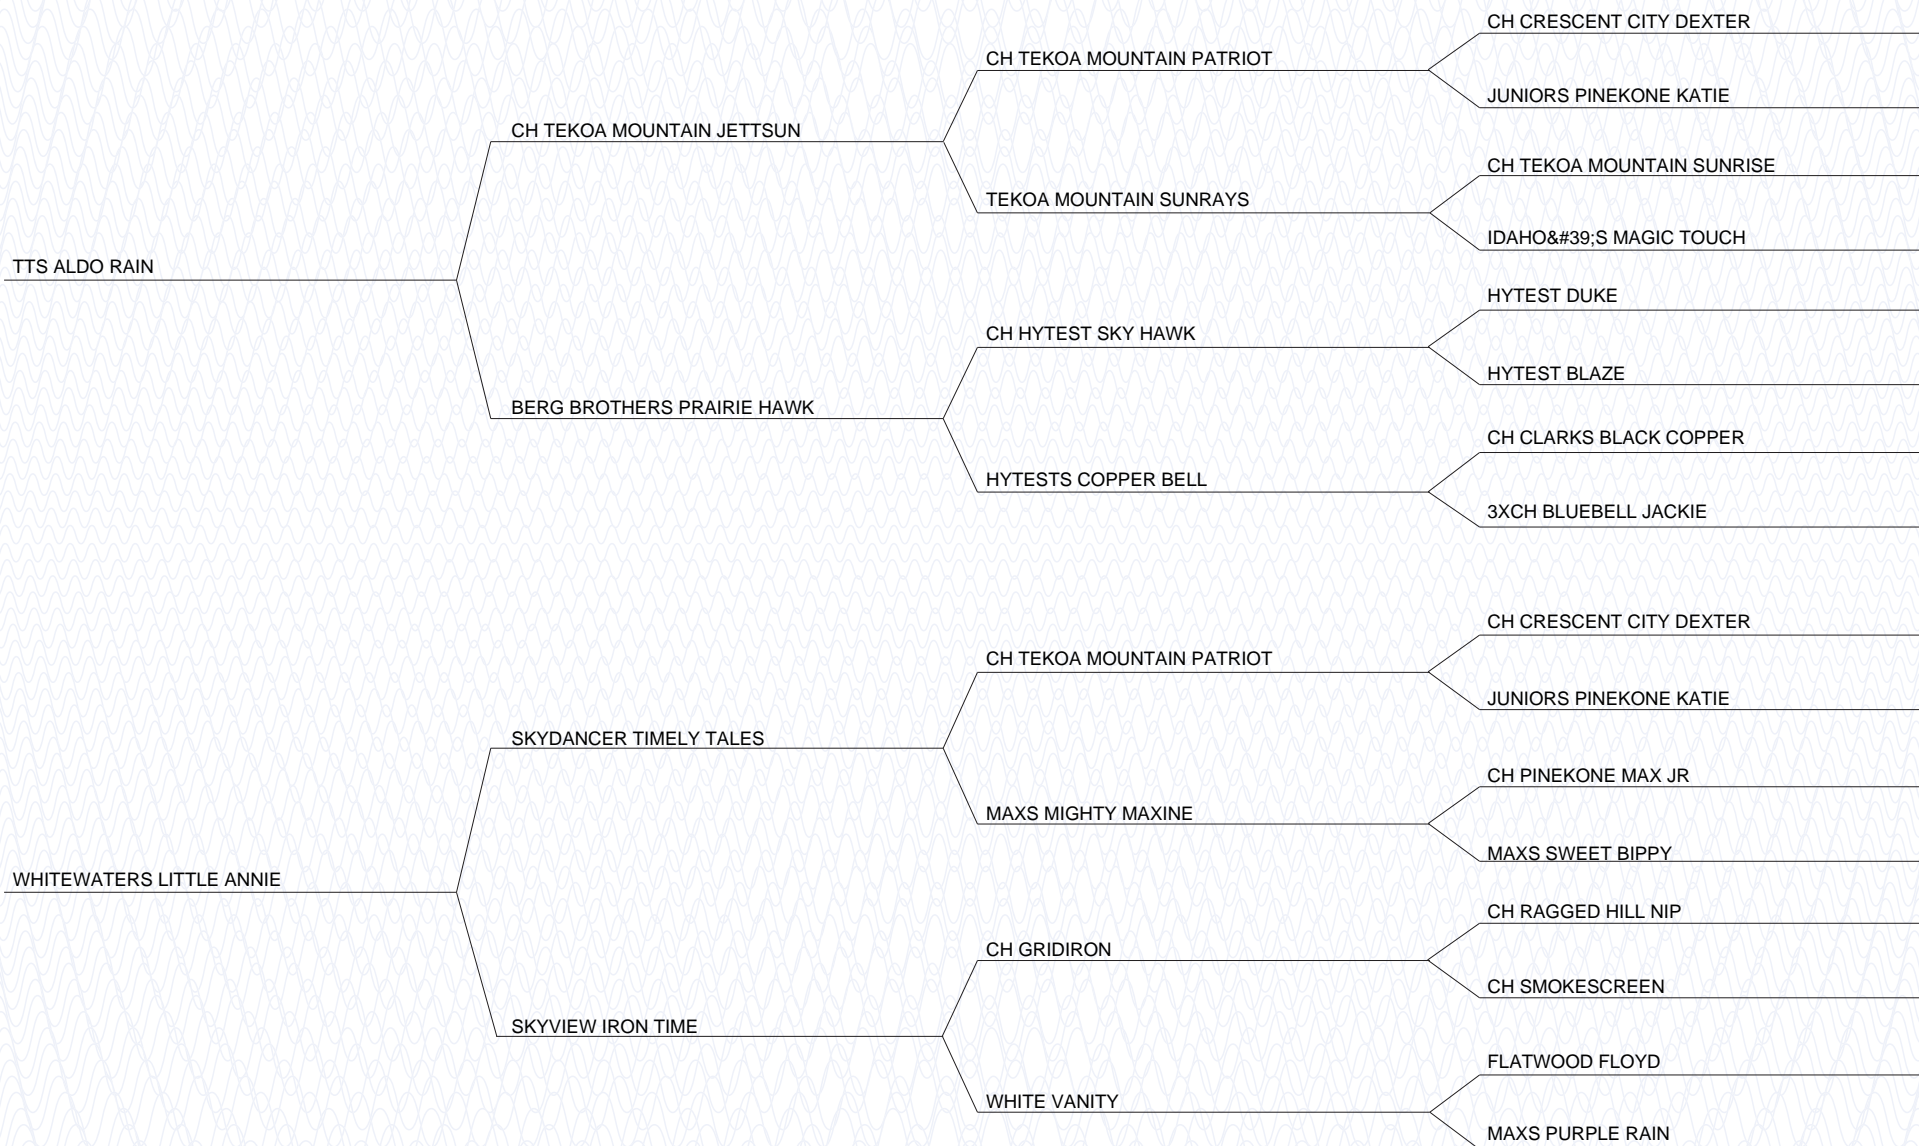 CH CRESCENT CITY DEXTER
CH TEKOA MOUNTAIN PATRIOT
JUNIORS PINEKONE KATIE
CH TEKOA MOUNTAIN JETTSUN
CH TEKOA MOUNTAIN SUNRISE
TEKOA MOUNTAIN SUNRAYS
IDAHO&#39;S MAGIC TOUCH
TTS ALDO RAIN
HYTEST DUKE
CH HYTEST SKY HAWK
HYTEST BLAZE
BERG BROTHERS PRAIRIE HAWK
CH CLARKS BLACK COPPER
HYTESTS COPPER BELL
3XCH BLUEBELL JACKIE
CH CRESCENT CITY DEXTER
CH TEKOA MOUNTAIN PATRIOT
JUNIORS PINEKONE KATIE
SKYDANCER TIMELY TALES
CH PINEKONE MAX JR
MAXS MIGHTY MAXINE
MAXS SWEET BIPPY
WHITEWATERS LITTLE ANNIE
CH RAGGED HILL NIP
CH GRIDIRON
CH SMOKESCREEN
SKYVIEW IRON TIME
FLATWOOD FLOYD
WHITE VANITY
MAXS PURPLE RAIN